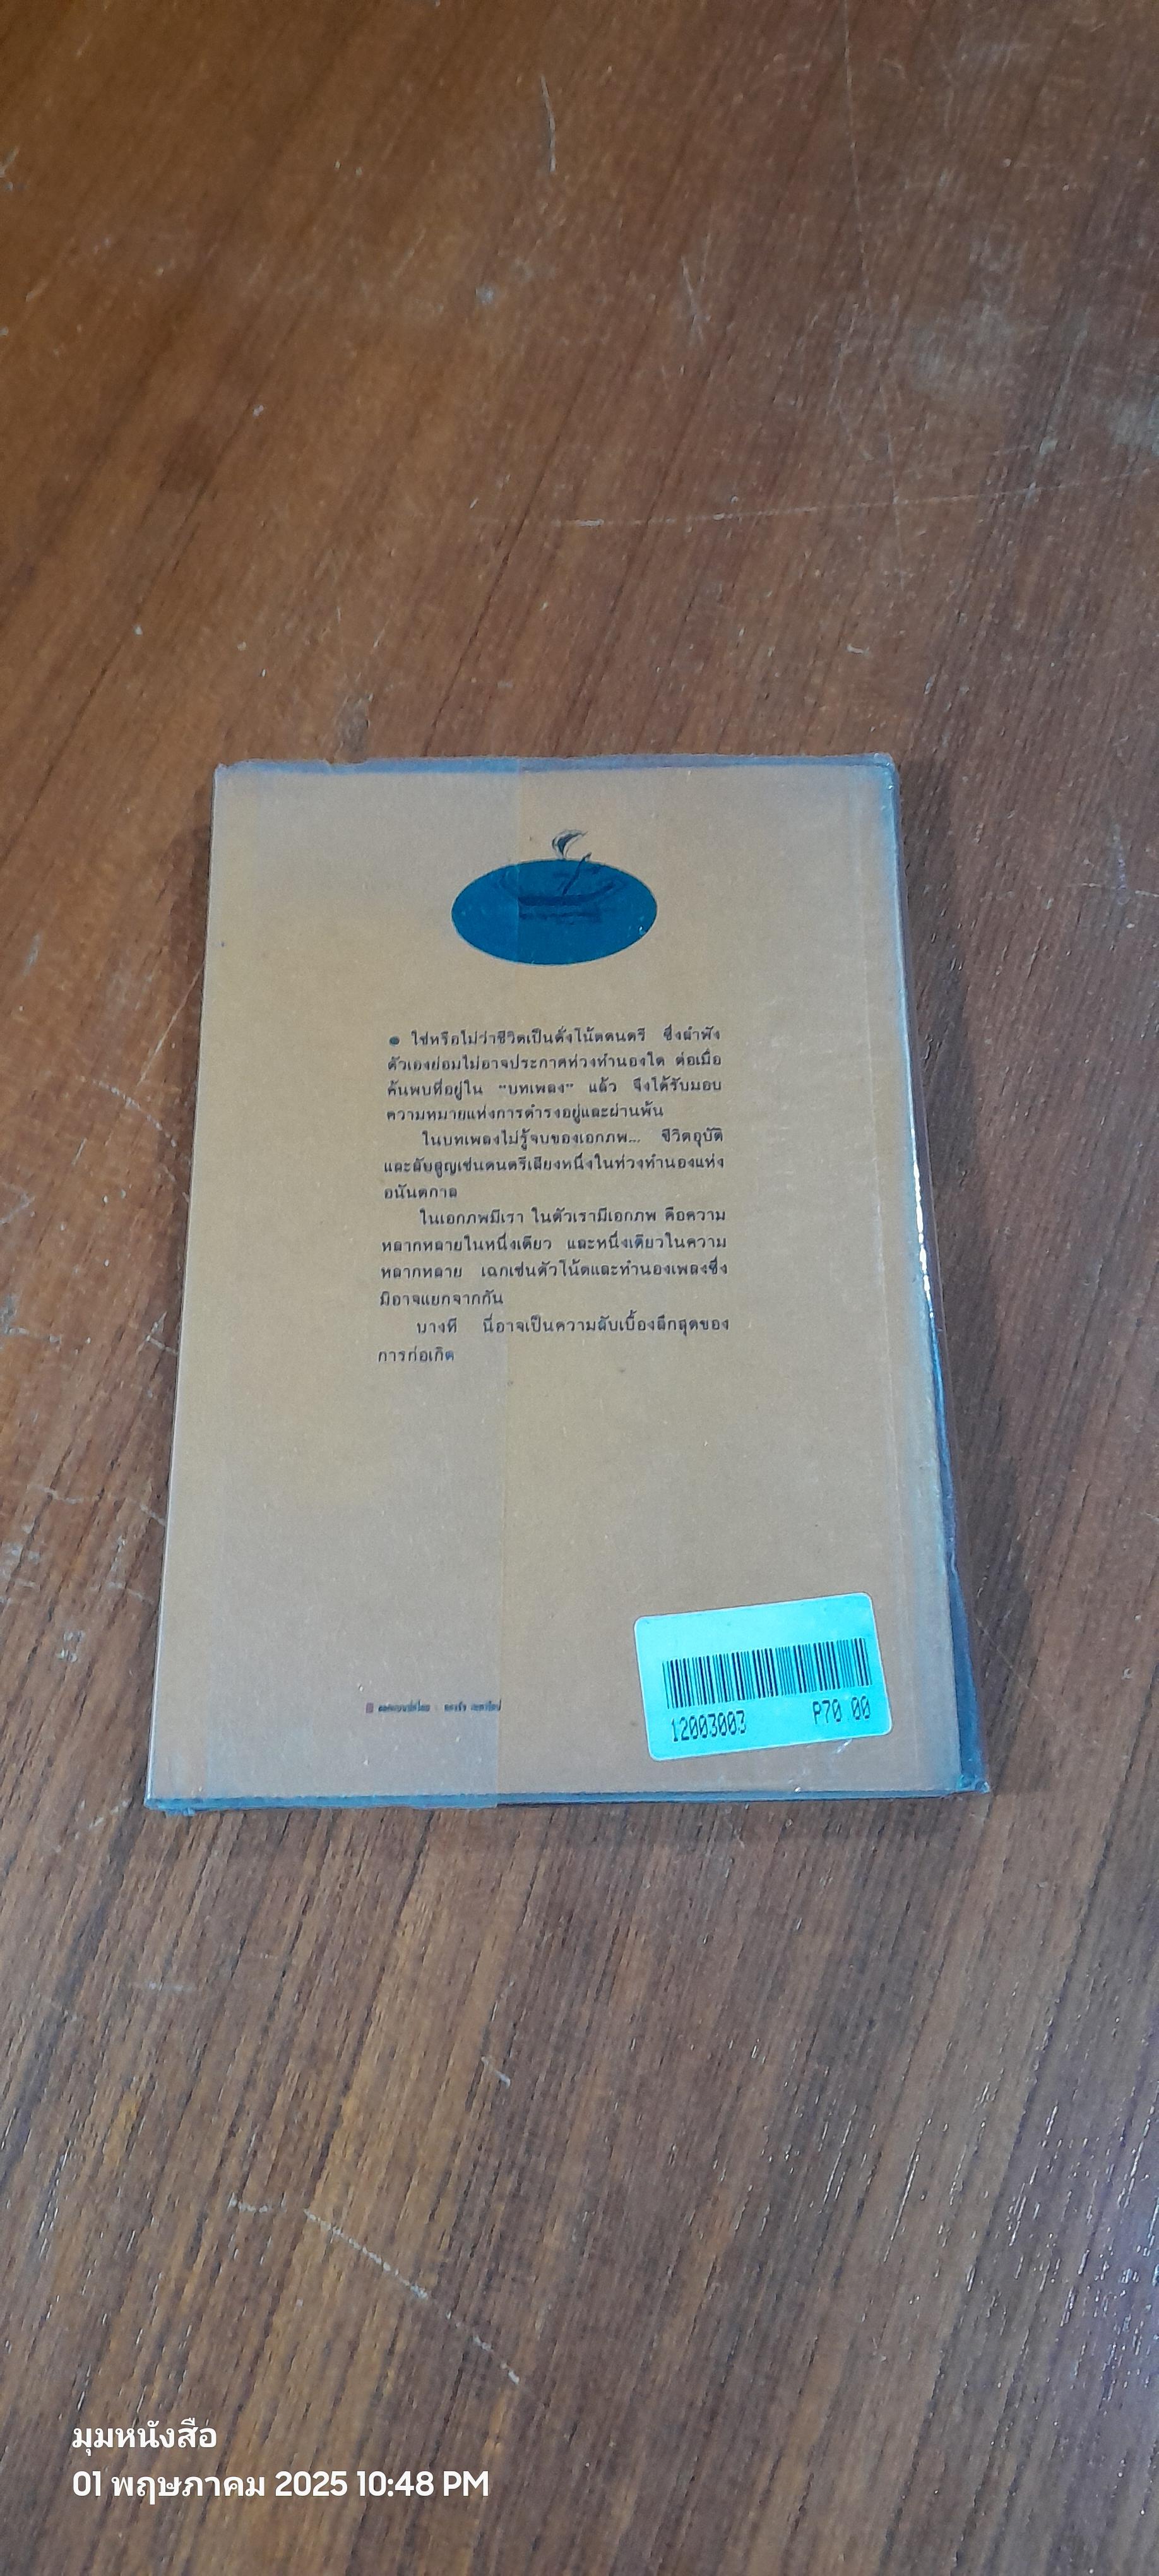 ● ใช่หรือไม่ว่าชีวิตเป็นดั่งโน้ตดนตรี ซึ่งลำพัง
ตัวเองย่อมไม่อาจประกาศท่วงทำนองใด ต่อเมื่อ
ค้นพบที่อยู่ใน "บทเพลง" แล้ว จึงได้รับมอบ
ความหมายแห่งการดำรงอยู่และผ่านพ้น
ในบทเพลงไม่รู้จบของเอกภพ... ชีวิตอุบัติ
และลับสูญเช่นดนตรีเสียงหนึ่งในท่วงทำนองแห่ง
อนันตกาล
ในเอกภพมีเรา ในตัวเรามีเอกภพ คือความ
หลากหลายในหนึ่งเดียว และหนึ่งเดียวในความ
หลากหลาย เฉกเช่นตัวโน้ตและทำนองเพลงซึ่ง
มิอาจแยกจากกัน
บางที นี่อาจเป็นความลับเบื้องลึกสุดของ
การก่อเกิด
12003003 P70.00
มุมหนังสือ
01 พฤษภาคม 2025 10:48 PM